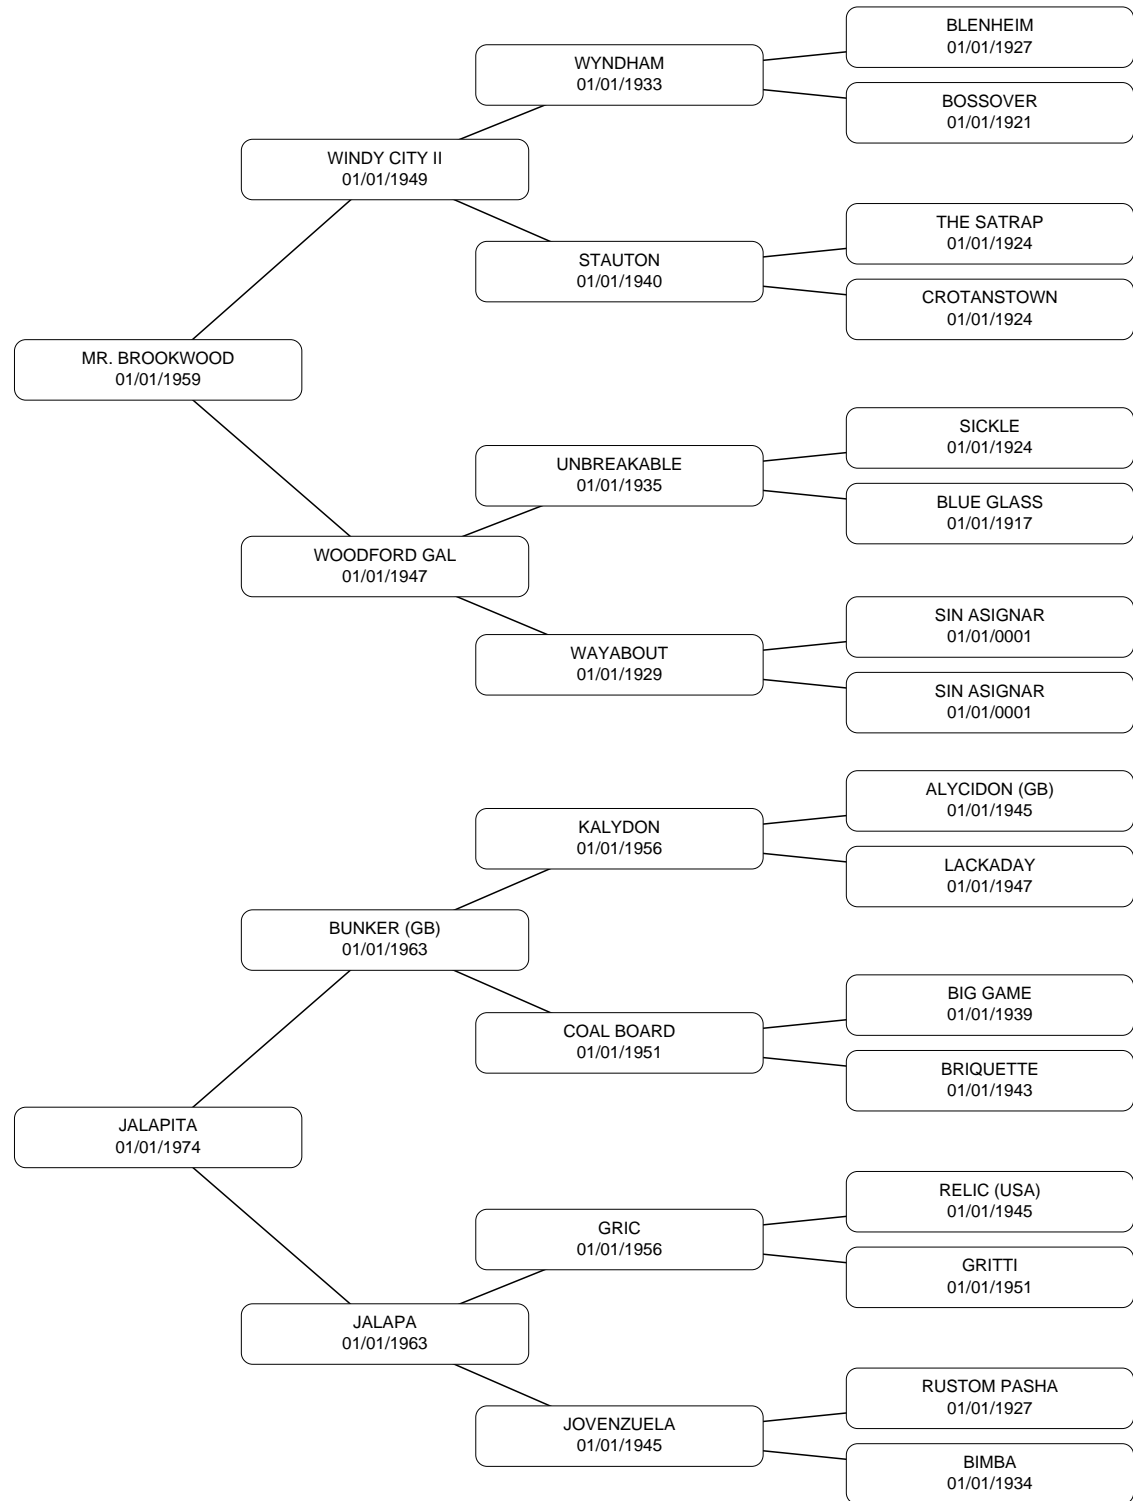 BLENHEIM
01/01/1927
WYNDHAM
01/01/1933
BOSSOVER
01/01/1921
WINDY CITY II
01/01/1949
THE SATRAP
01/01/1924
STAUTON
01/01/1940
CROTANSTOWN
01/01/1924
MR. BROOKWOOD
01/01/1959
SICKLE
01/01/1924
UNBREAKABLE
01/01/1935
BLUE GLASS
01/01/1917
WOODFORD GAL
01/01/1947
SIN ASIGNAR
01/01/0001
WAYABOUT
01/01/1929
SIN ASIGNAR
01/01/0001
ALYCIDON (GB)
01/01/1945
KALYDON
01/01/1956
LACKADAY
01/01/1947
BUNKER (GB)
01/01/1963
BIG GAME
01/01/1939
COAL BOARD
01/01/1951
BRIQUETTE
01/01/1943
JALAPITA
01/01/1974
RELIC (USA)
01/01/1945
GRIC
01/01/1956
GRITTI
01/01/1951
JALAPA
01/01/1963
RUSTOM PASHA
01/01/1927
JOVENZUELA
01/01/1945
BIMBA
01/01/1934